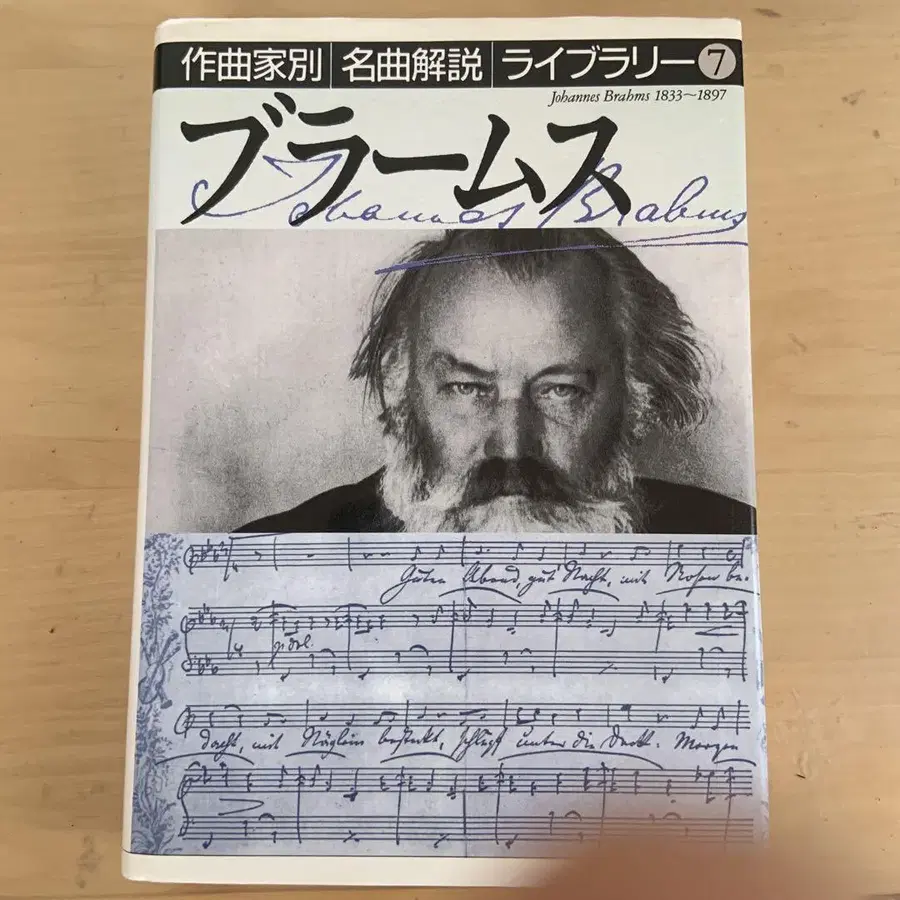 作曲家別 名曲解説 ライブラリー 7
Johannes Brahms 1833~1897
ブラームス
Johannes Brahms
Guten Abend, gut Nacht, mit Rosen be-
p dol.
dacht, mit Näglein besteckt, schlupf unter die Deck. Morgen